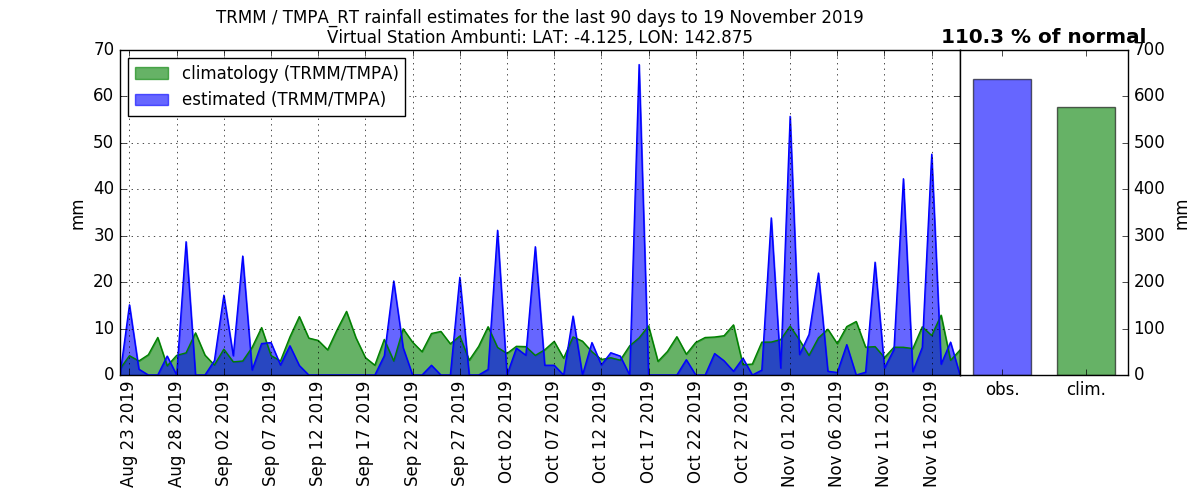 TRMM / TMPA_RT rainfall estimates for the last 90 days to 19 November 2019
Virtual Station Ambunti: LAT: -4.125, LON: 142.875
110.3 % of normal
climatology (TRMM/TMPA)
estimated (TRMM/TMPA)
70
60
50
40
30
20
10
0
mm
700
600
500
400
300
200
100
0
mm
obs.
clim.
Aug 23 2019
Aug 28 2019
Sep 02 2019
Sep 07 2019
Sep 12 2019
Sep 17 2019
Sep 22 2019
Sep 27 2019
Oct 02 2019
Oct 07 2019
Oct 12 2019
Oct 17 2019
Oct 22 2019
Oct 27 2019
Nov 01 2019
Nov 06 2019
Nov 11 2019
Nov 16 2019